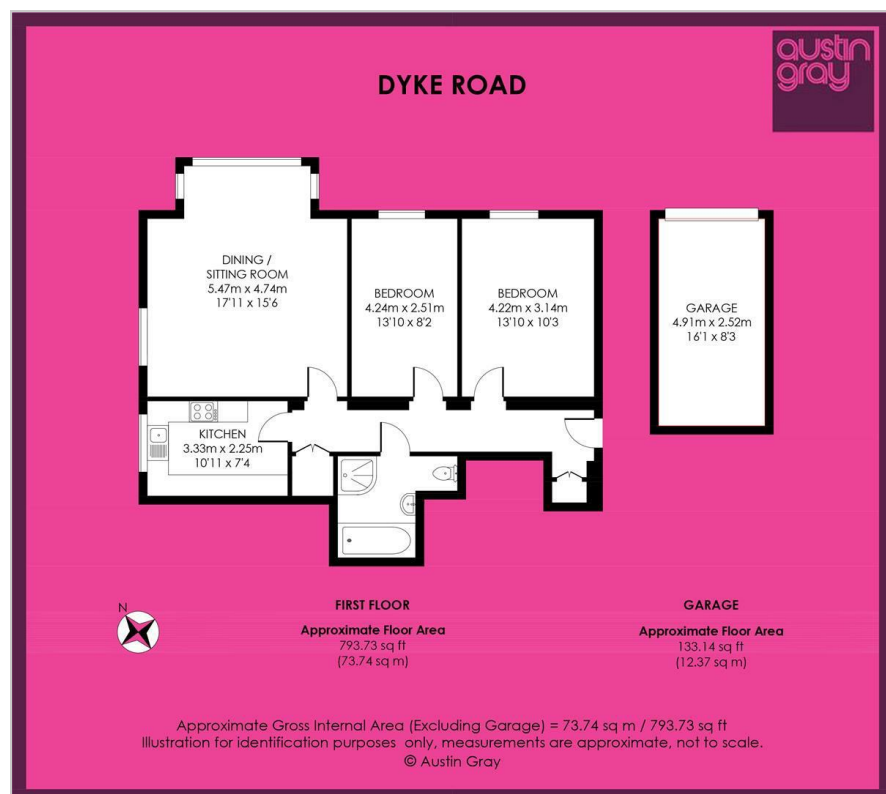 austin
gray
DYKE ROAD
DINING /
SITTING ROOM
5.47m x 4.74m
17'11 x 15'6
BEDROOM
4.24m x 2.51m
13'10 x 8'2
BEDROOM
4.22m x 3.14m
13'10 x 10'3
GARAGE
4.91m x 2.52m
16'1 x 8'3
KITCHEN
3.33m x 2.25m
10'11 x 7'4
N
FIRST FLOOR
Approximate Floor Area
793.73 sq ft
(73.74 sq m)
GARAGE
Approximate Floor Area
133.14 sq ft
(12.37 sq m)
Approximate Gross Internal Area (Excluding Garage) = 73.74 sq m / 793.73 sq ft
Illustration for identification purposes only, measurements are approximate, not to scale.
© Austin Gray